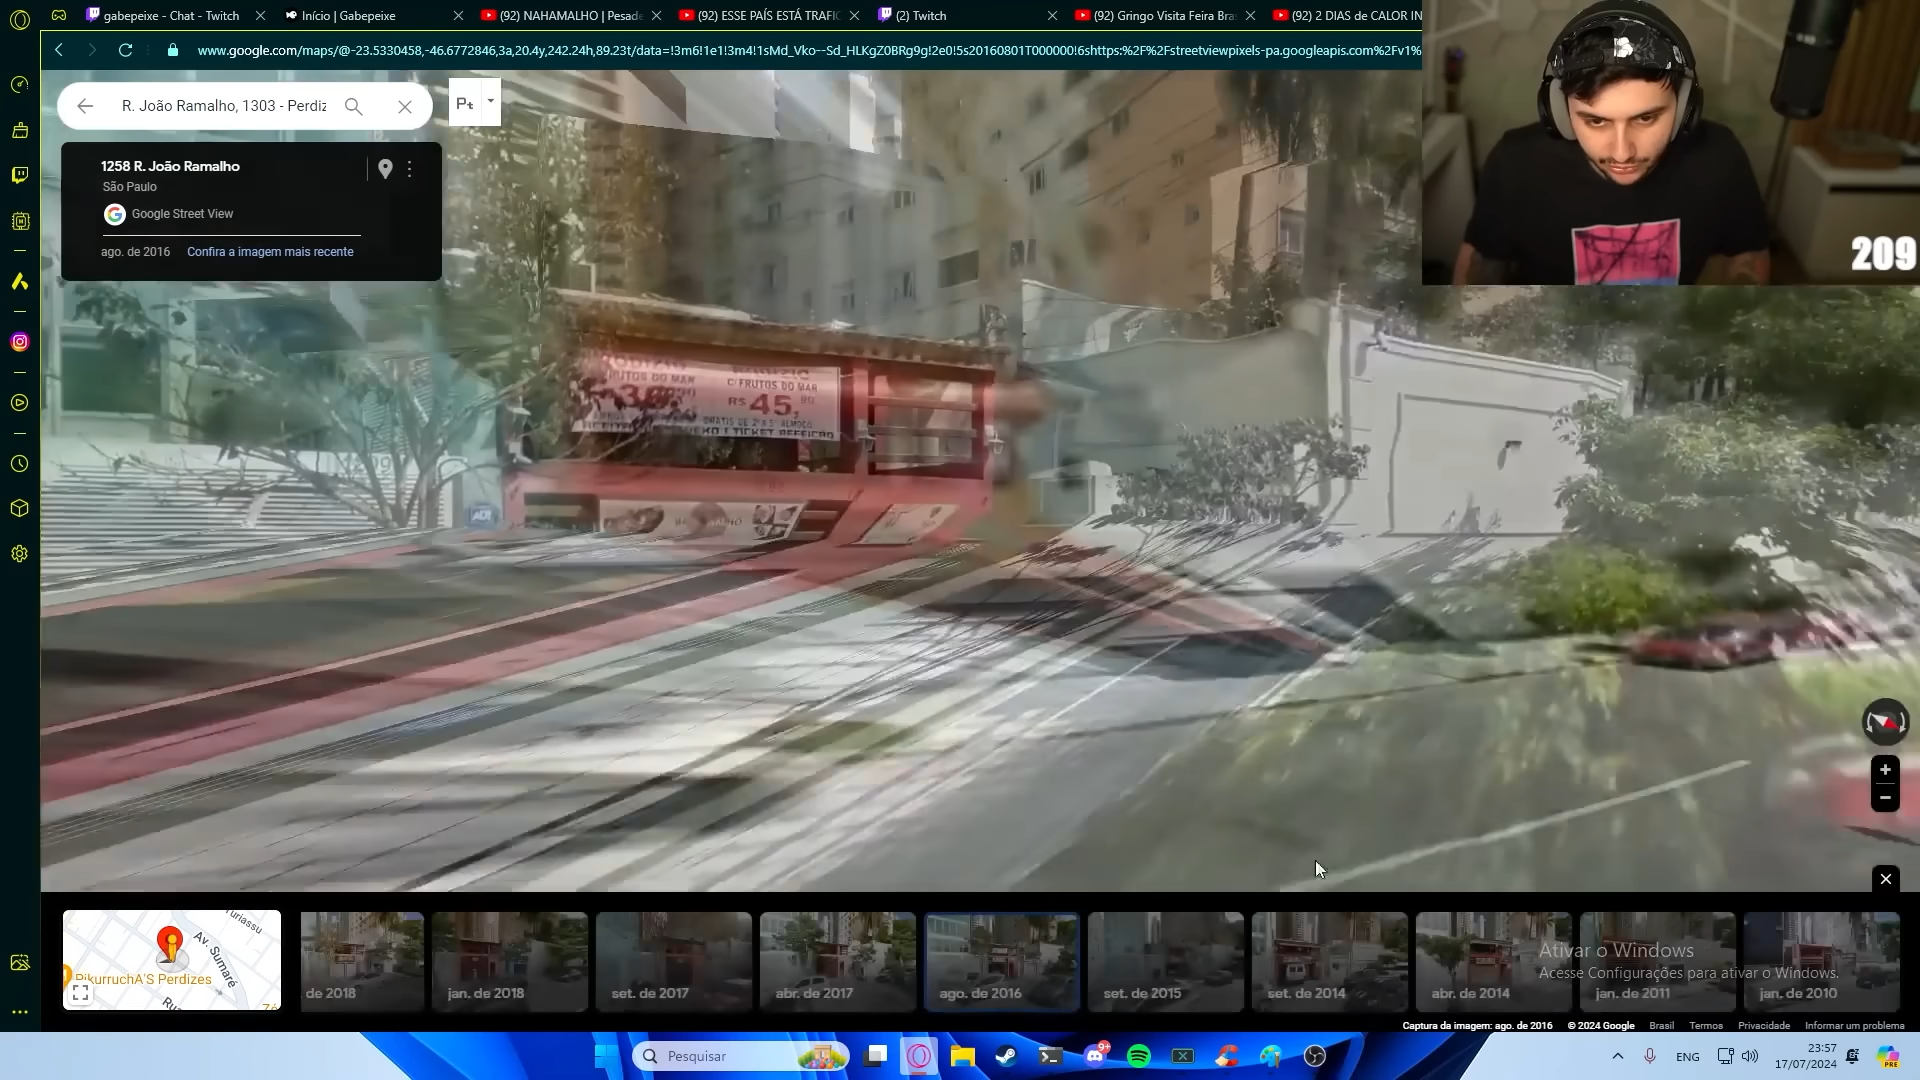 gabepeixe - Chat - Twitch
Início | Gabepeixe
(92) NAHAMALHO | Pesade
(92) ESSE PAÍS ESTÁ TRAFIC
(2) Twitch
(92) Gringo Visita Feira Bra
(92) 2 DIAS de CALOR IN
www.google.com/maps/@-23.5330458,-46.6772846,3a,20.4y,242.24h,89.23t/data=!3m6!1e1!3m4!1sMd_Vko--Sd_HLKgZ0BRg9g!2e0!5s20160801T000000!6shttps:%2F%2Fstreetviewpixels-pa.googleapis.com%2Fv1%
R. João Ramalho, 1303 - Perdiz
1258 R. João Ramalho
São Paulo
Google Street View
ago. de 2016 Confira a imagem mais recente
209
C/ FRUTOS DO MAR
R$ 45,
ADT
Turiassu
Av. Sumaré
PikurruchA'S Perdizes
Rua
de 2018
jan. de 2018
set. de 2017
abr. de 2017
ago. de 2016
set. de 2015
set. de 2014
abr. de 2014
jan. de 2011
jan. de 2010
Ativar o Windows
Acesse Configurações para ativar o Windows.
Captura da imagem: ago. de 2016 © 2024 Google Brasil Termos Privacidade Informar um problema
Pesquisar
9+
ENG
23:57
17/07/2024
PRE